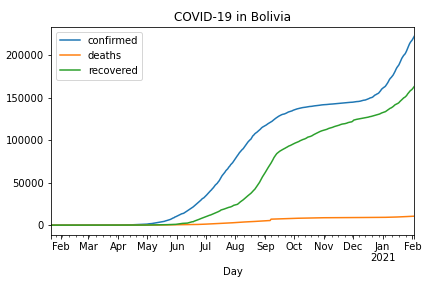 COVID-19 in Bolivia
confirmed
deaths
recovered
200000
150000
100000
50000
0
Feb Mar Apr May Jun Jul Aug Sep Oct Nov Dec Jan Feb
2021
Day